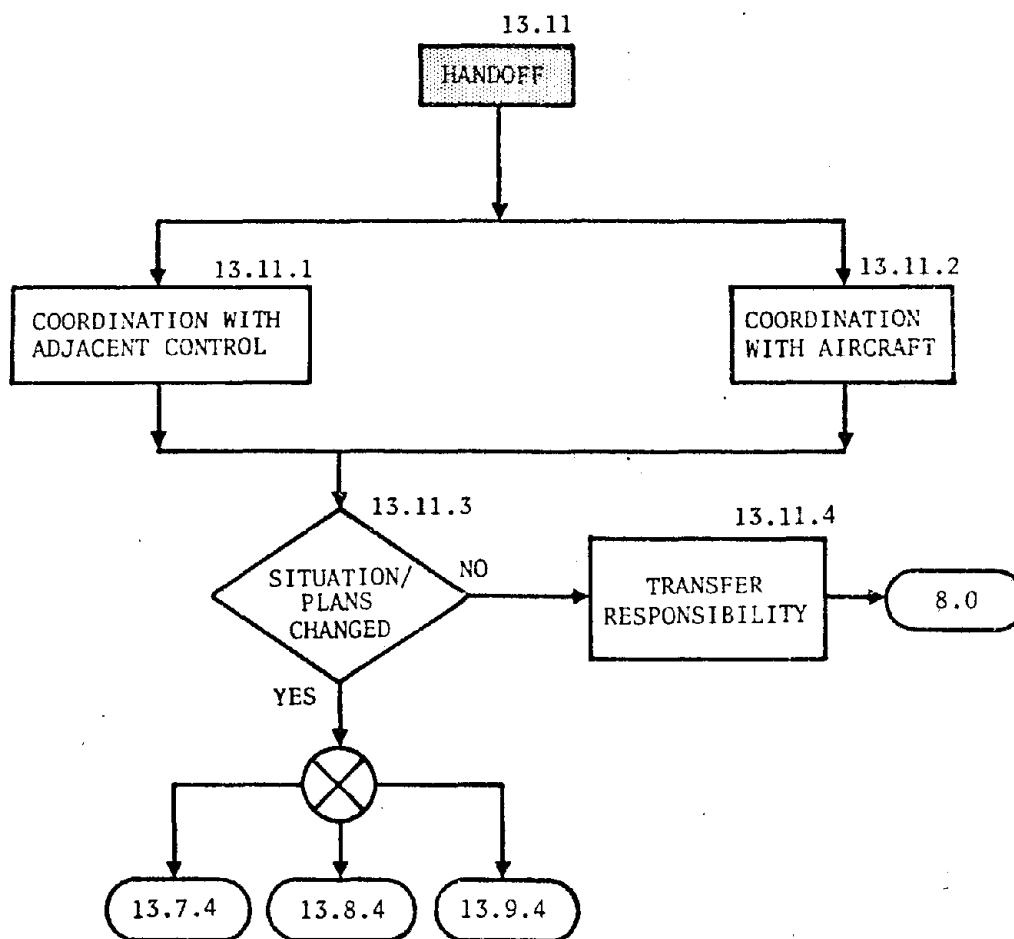 13.11
HANDOFF
13.11.1
COORDINATION WITH
ADJACENT CONTROL
13.11.2
COORDINATION
WITH AIRCRAFT
13.11.3
SITUATION/
PLANS
CHANGED
NO
YES
13.11.4
TRANSFER
RESPONSIBILITY
8.0
13.7.4
13.8.4
13.9.4